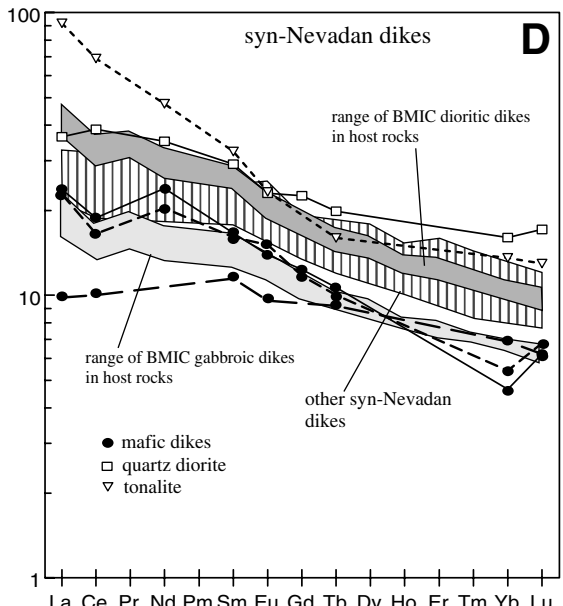 100
syn-Nevadan dikes
D
range of BMIC dioritic dikes
in host rocks
10
range of BMIC gabbroic dikes
in host rocks
other syn-Nevadan
dikes
mafic dikes
quartz diorite
tonalite
1
La Ce Pr Nd Pm Sm Eu Gd Tb Dy Ho Er Tm Yb Lu